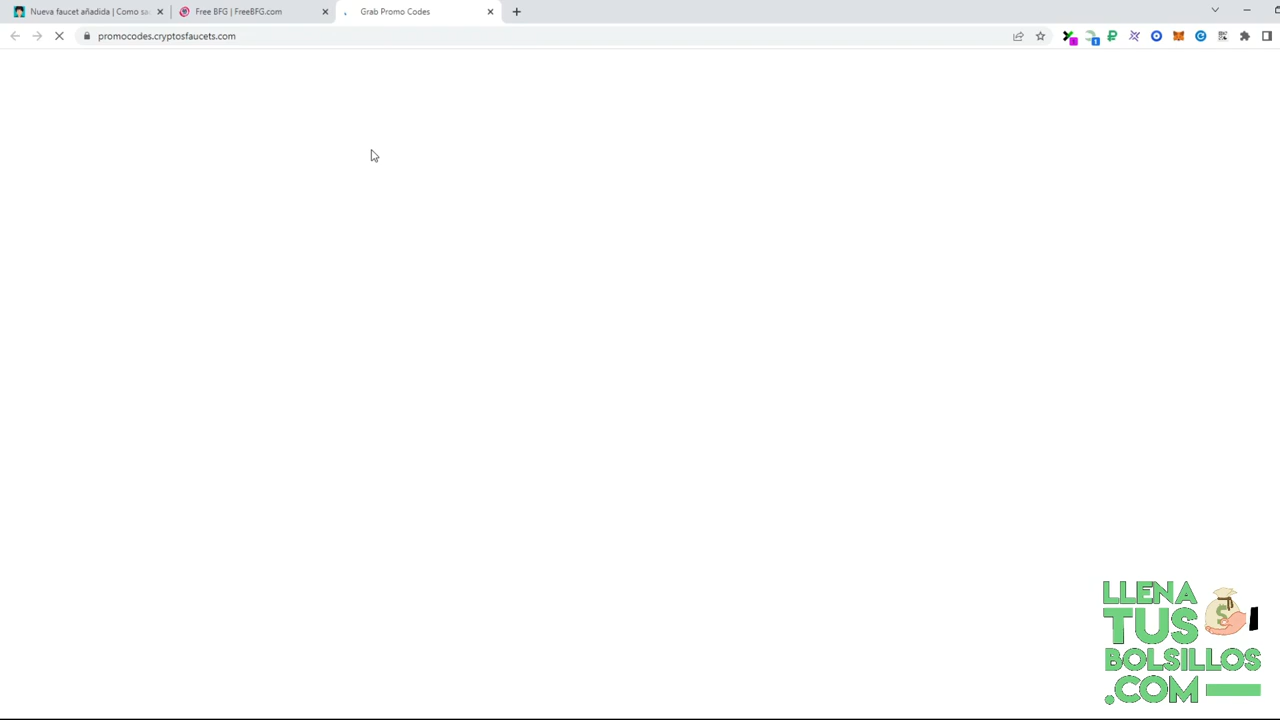 Nueva faucet añadida | Como sa
Free BFG | FreeBFG.com
Grab Promo Codes
promocodes.cryptosfaucets.com
1
LLENA
TUS
BOLSILLOS
.COM